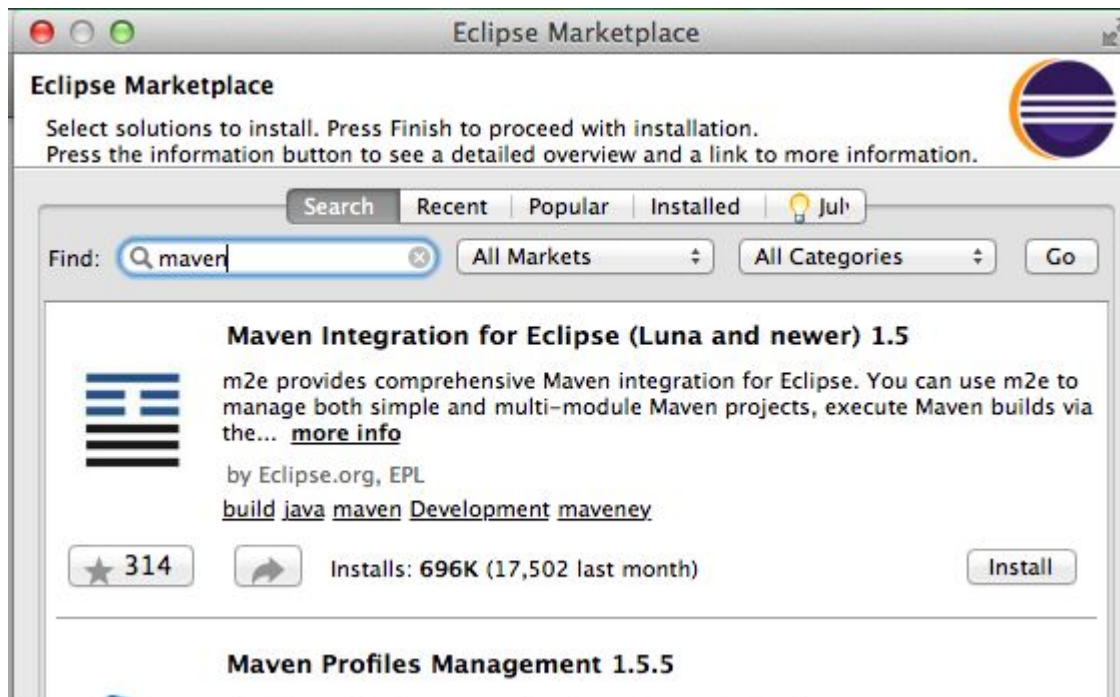 Eclipse Marketplace
Eclipse Marketplace
Select solutions to install. Press Finish to proceed with installation.
Press the information button to see a detailed overview and a link to more information.
Search Recent Popular Installed
Find: maven All Markets All Categories Go
Maven Integration for Eclipse (Luna and newer) 1.5
m2e provides comprehensive Maven integration for Eclipse. You can use m2e to
manage both simple and multi-module Maven projects, execute Maven builds via
the... more info
by Eclipse.org, EPL
build java maven Development maveney
314 Installs: 696K (17,502 last month) Install
Maven Profiles Management 1.5.5